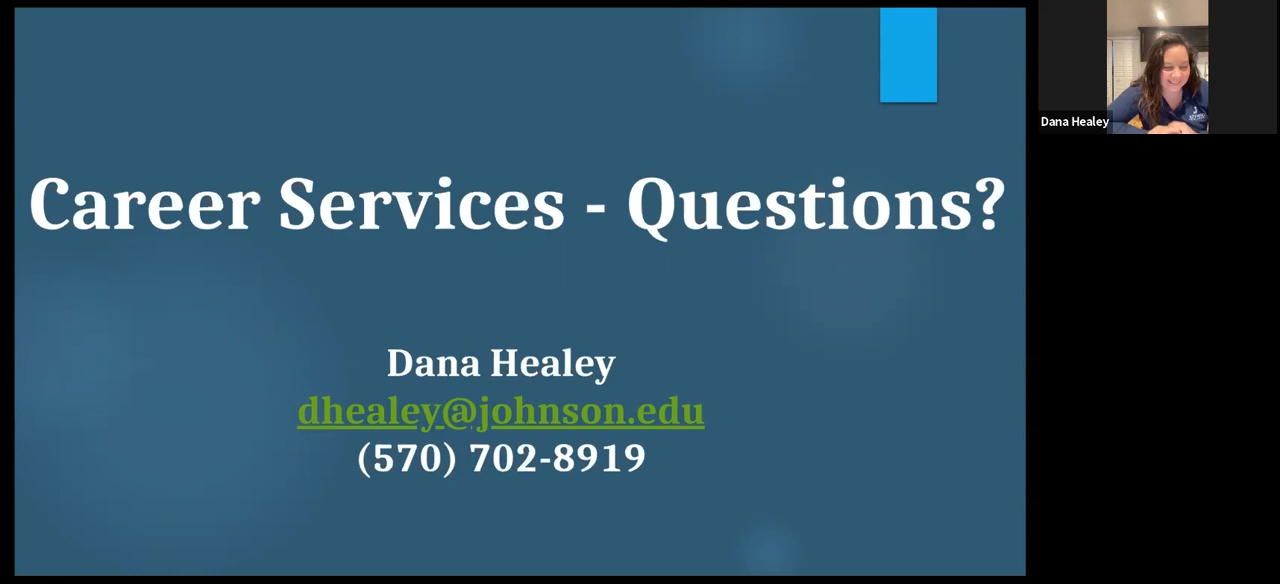 Career Services - Questions?
Dana Healey
dhealey@johnson.edu
(570) 702-8919
Dana Healey